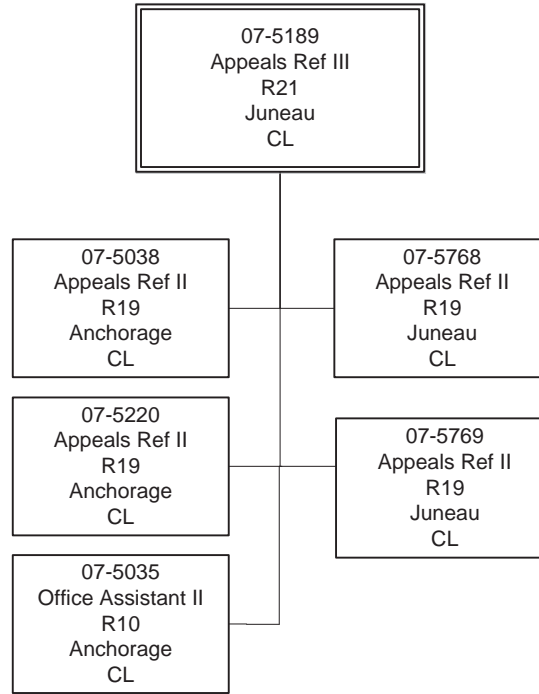 07-5189
Appeals Ref III
R21
Juneau
CL
07-5038
Appeals Ref II
R19
Anchorage
CL
07-5768
Appeals Ref II
R19
Juneau
CL
07-5220
Appeals Ref II
R19
Anchorage
CL
07-5769
Appeals Ref II
R19
Juneau
CL
07-5035
Office Assistant II
R10
Anchorage
CL